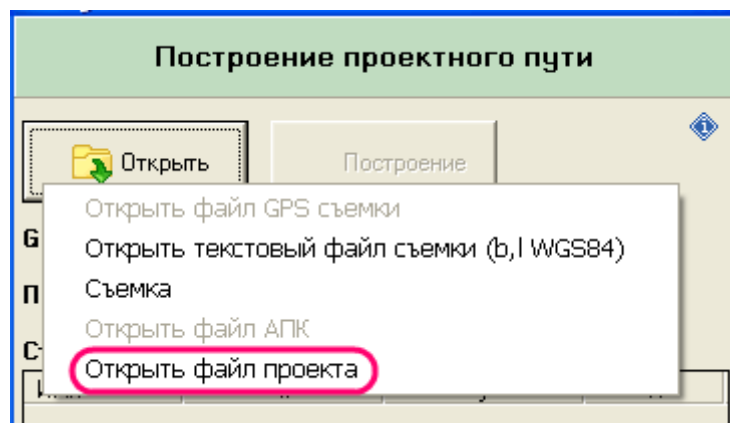 Построение проектного пути
Открыть
Построение
Открыть файл GPS съемки
G
Открыть текстовый файл съемки (b,l WGS84)
П
Съемка
Открыть файл АПК
Открыть файл проекта